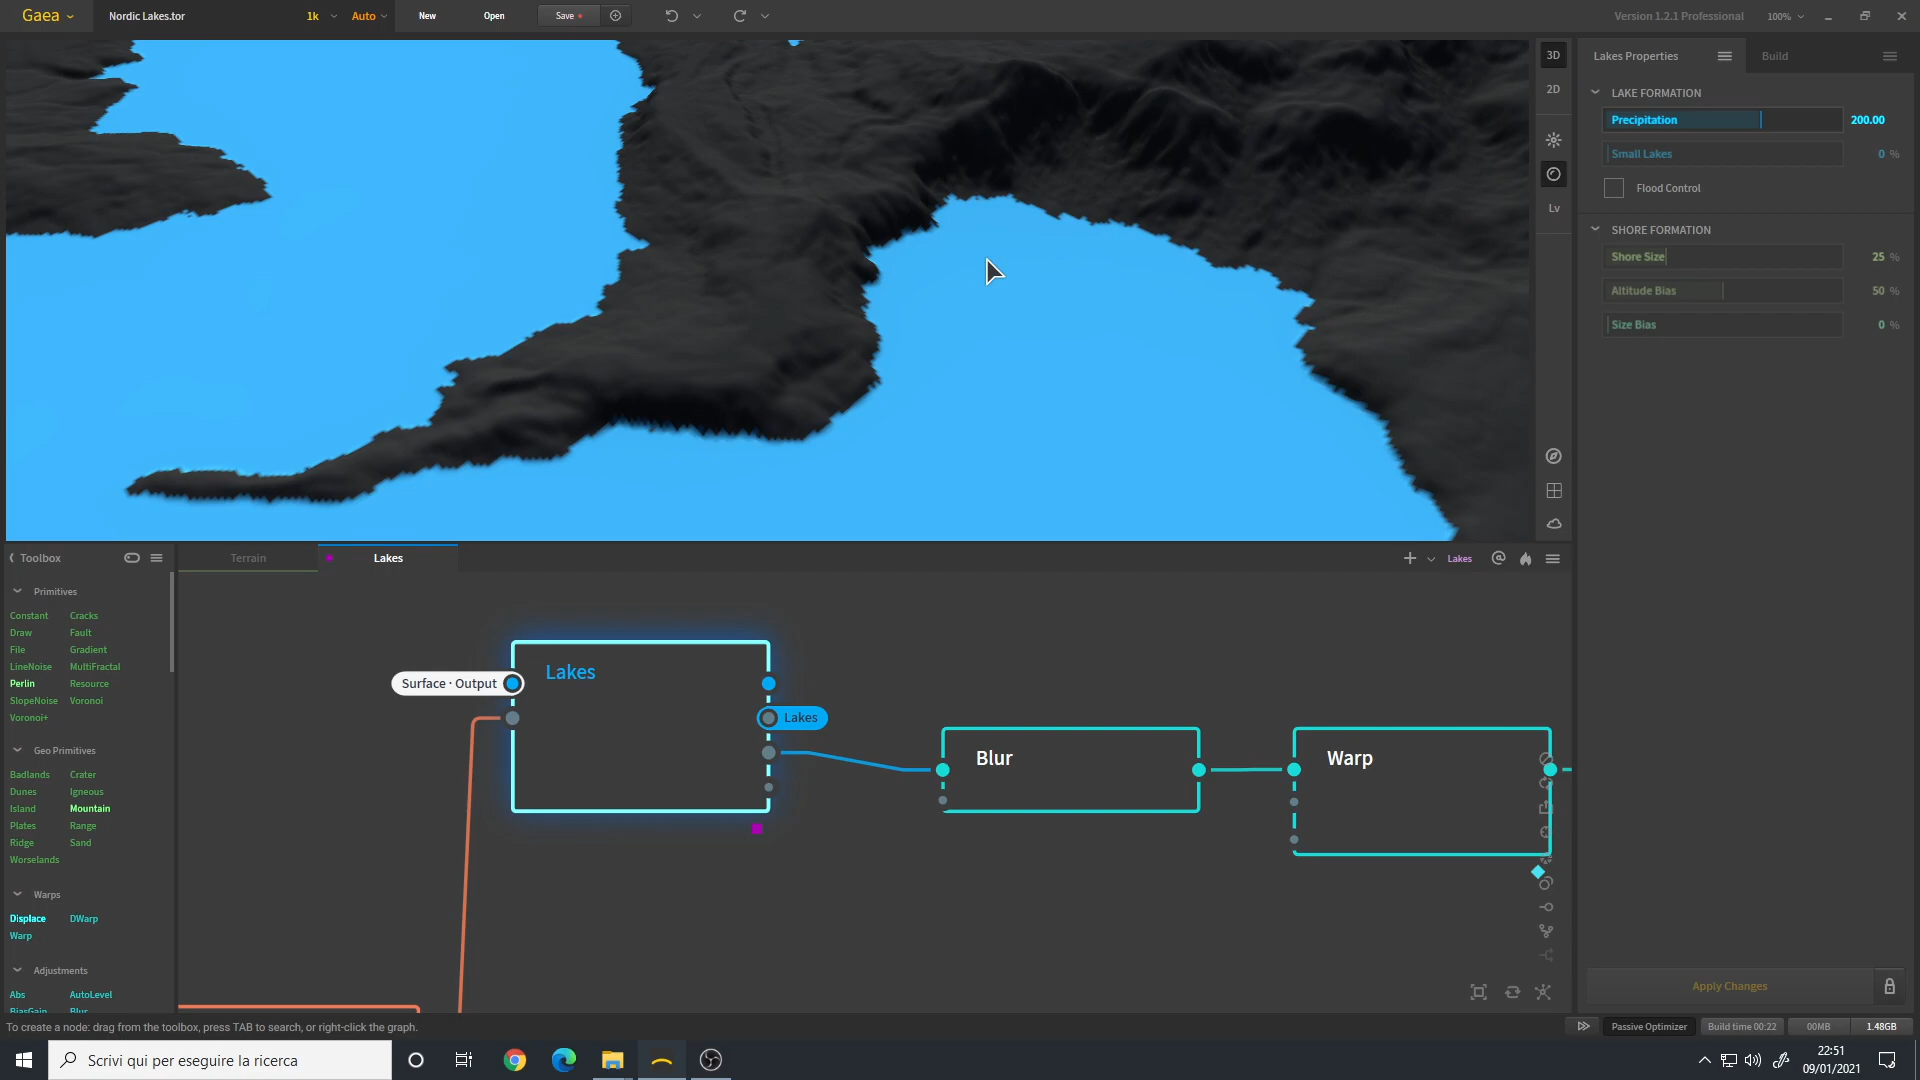 Gaea
Nordic Lakes.tor
1k
Auto
New
Open
Save
Version 1.2.1 Professional
100%
3D
2D
Lv
Lakes Properties
Build
LAKE FORMATION
Precipitation 200.00
Small Lakes 0 %
Flood Control
SHORE FORMATION
Shore Size 25 %
Altitude Bias 50 %
Size Bias 0 %
Apply Changes
Toolbox
Terrain
Lakes
Lakes
Primitives
Constant Cracks
Draw Fault
File Gradient
LineNoise MultiFractal
Perlin Resource
SlopeNoise Voronoi
Voronoi+
Geo Primitives
Badlands Crater
Dunes Igneous
Island Mountain
Plates Range
Ridge Sand
Worselands
Warps
Displace DWarp
Warp
Adjustments
Abs AutoLevel
BiasGain Blur
Surface · Output
Lakes
Lakes
Blur
Warp
To create a node: drag from the toolbox, press TAB to search, or right-click the graph.
Passive Optimizer
Build time 00:22
00MB
1.48GB
Scrivi qui per eseguire la ricerca
22:51
09/01/2021